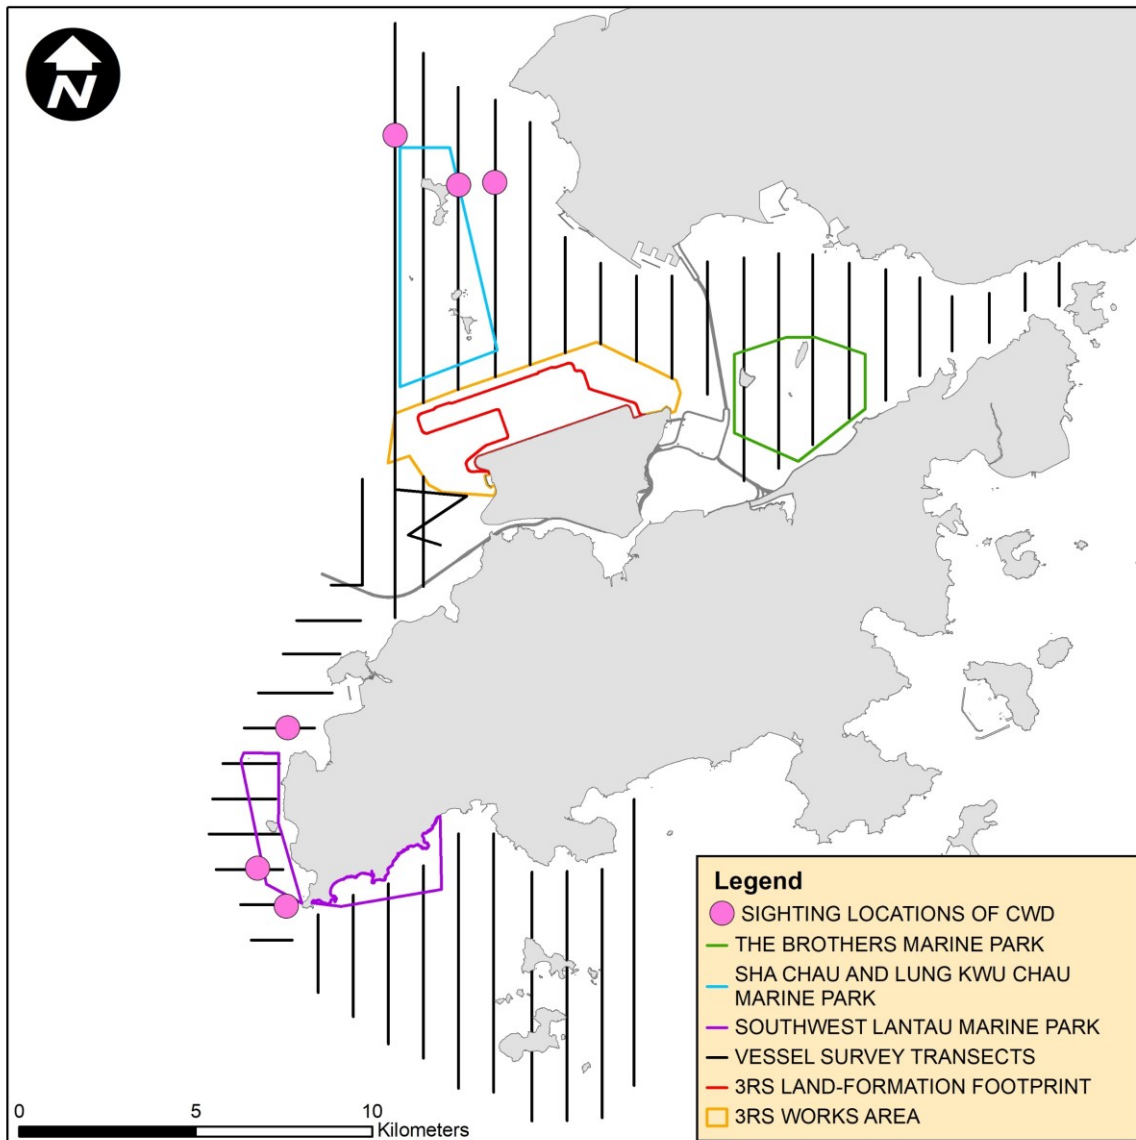 N
Legend
SIGHTING LOCATIONS OF CWD
THE BROTHERS MARINE PARK
SHA CHAU AND LUNG KWU CHAU
MARINE PARK
SOUTHWEST LANTAU MARINE PARK
VESSEL SURVEY TRANSECTS
3RS LAND-FORMATION FOOTPRINT
3RS WORKS AREA
0 5 10
Kilometers